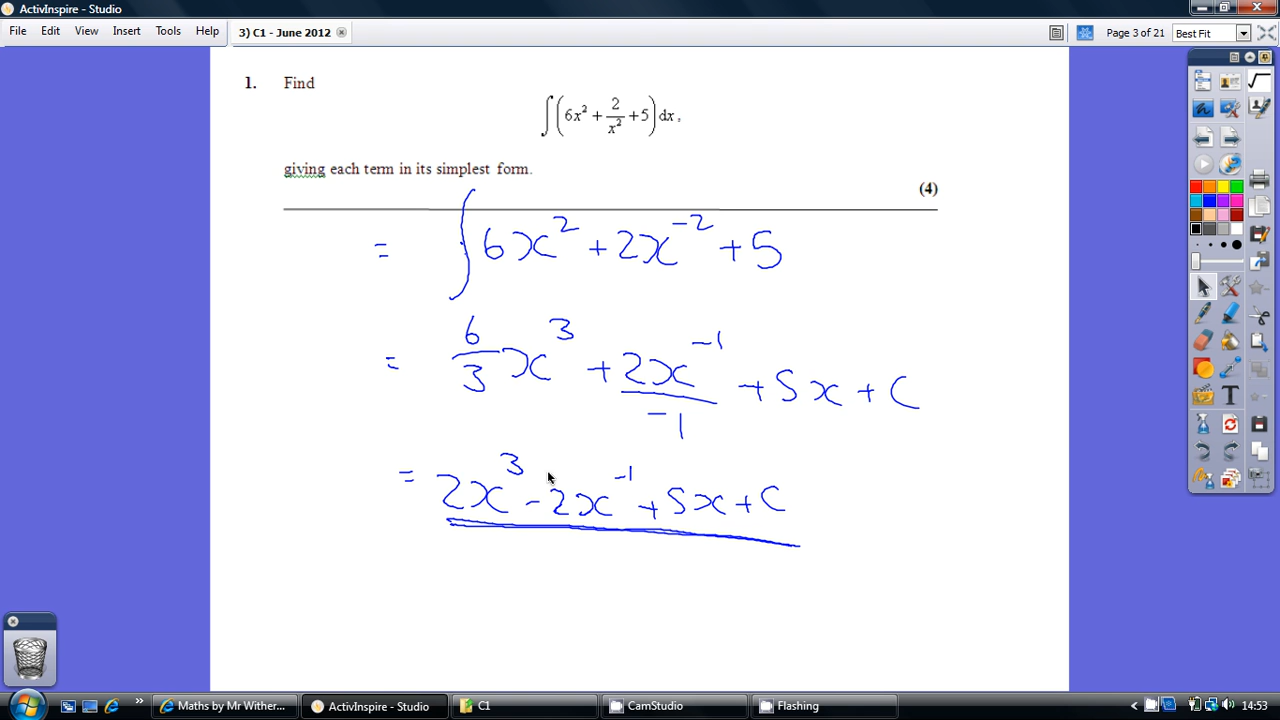 ActivInspire - Studio
File Edit View Insert Tools Help 3) C1 - June 2012 Page 3 of 21 Best Fit
1. Find
∫(6x² + 2/x² + 5) dx ,
giving each term in its simplest form.
(4)
= ∫ 6x² + 2x⁻² + 5
= 6/3 x³ + 2x⁻¹/-1 + 5x + C
= 2x³ - 2x⁻¹ + 5x + C
Maths by Mr Wither... ActivInspire - Studio C1 CamStudio Flashing 14:53